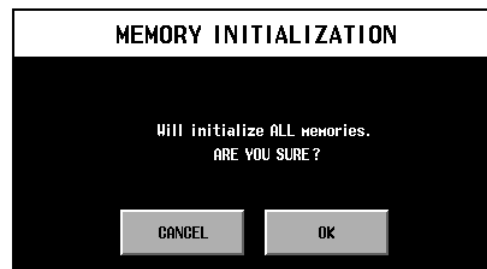 MEMORY INITIALIZATION
Will initialize ALL memories.
ARE YOU SURE?
CANCEL
OK